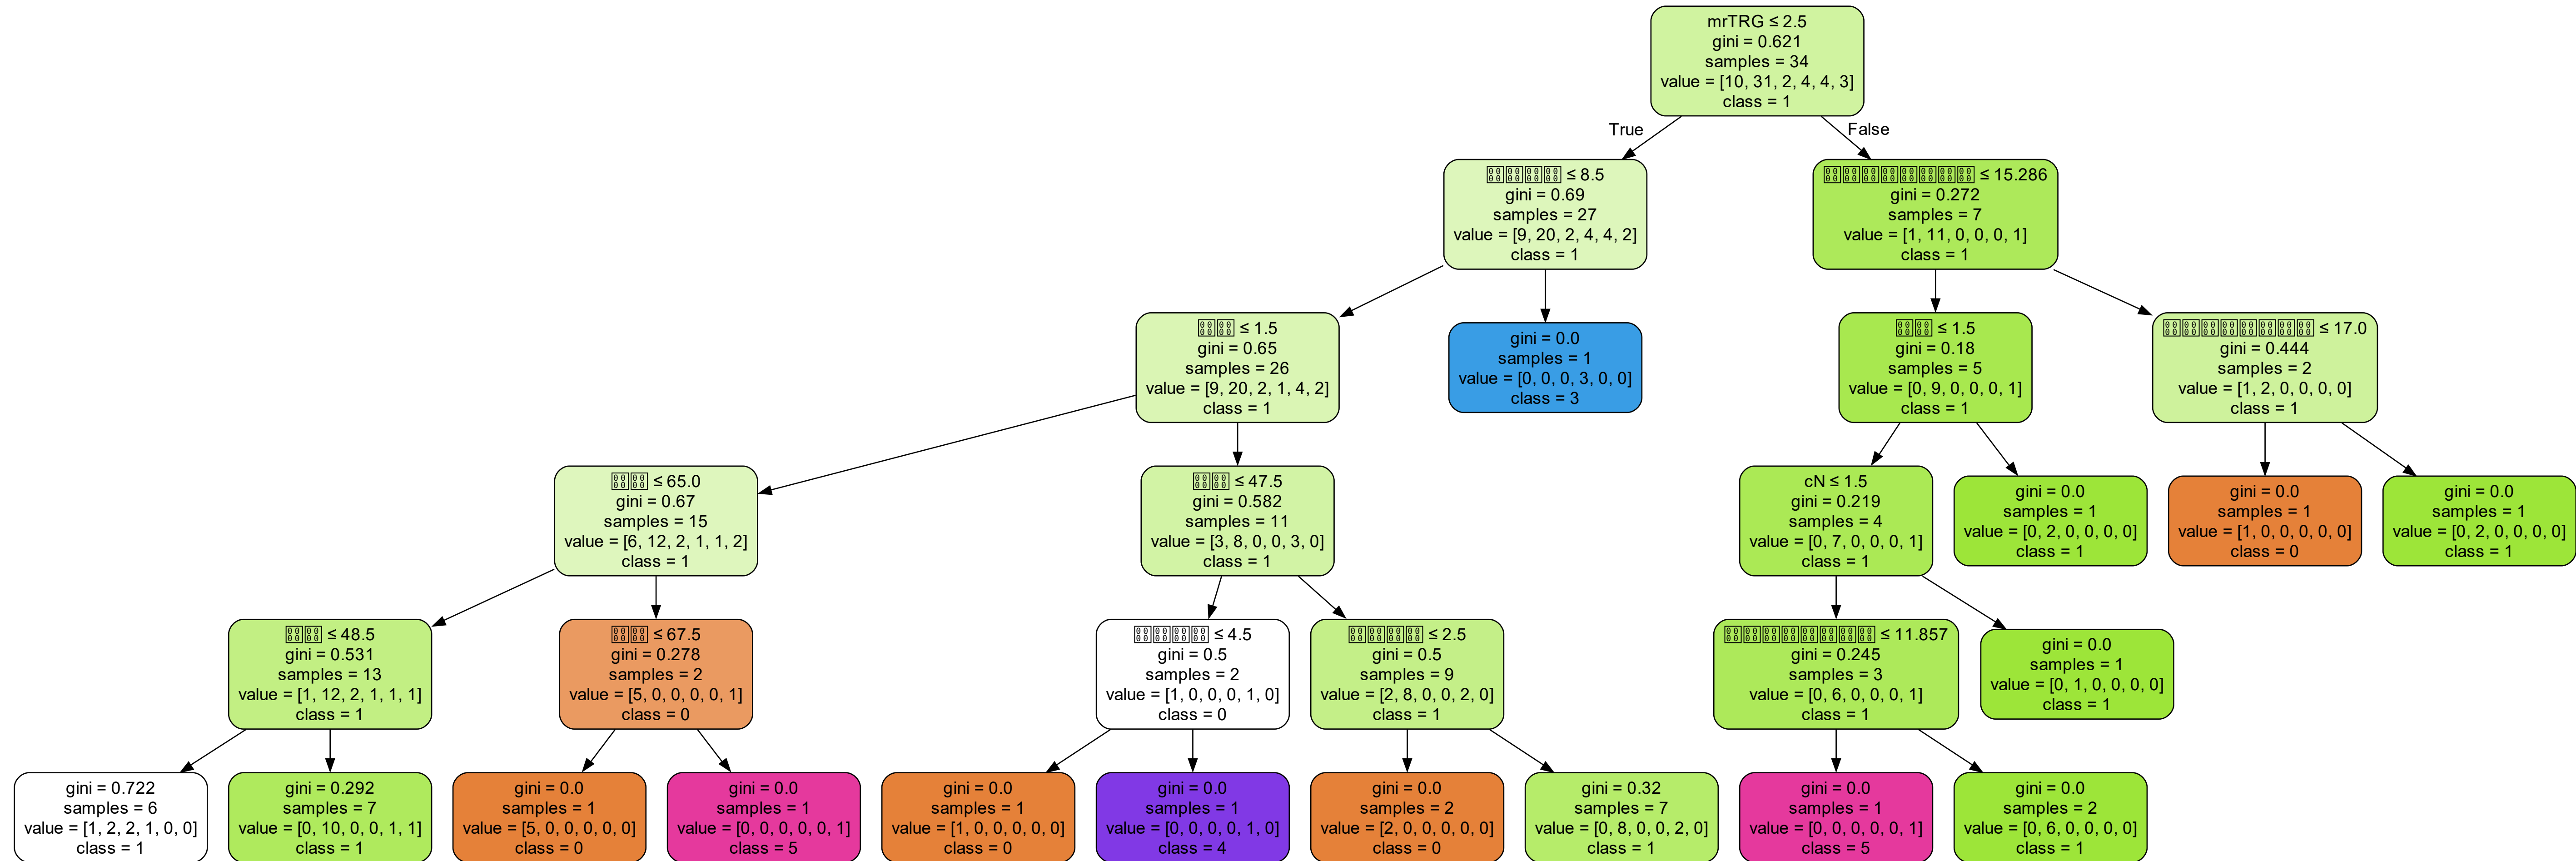 mrTRG ≤ 2.5
gini = 0.621
samples = 34
value = [10, 31, 2, 4, 4, 3]
class = 1
True
False
≤ 8.5
gini = 0.69
samples = 27
value = [9, 20, 2, 4, 4, 2]
class = 1
≤ 15.286
gini = 0.272
samples = 7
value = [1, 11, 0, 0, 0, 1]
class = 1
≤ 1.5
gini = 0.65
samples = 26
value = [9, 20, 2, 1, 4, 2]
class = 1
gini = 0.0
samples = 1
value = [0, 0, 0, 3, 0, 0]
class = 3
≤ 1.5
gini = 0.18
samples = 5
value = [0, 9, 0, 0, 0, 1]
class = 1
≤ 17.0
gini = 0.444
samples = 2
value = [1, 2, 0, 0, 0, 0]
class = 1
≤ 65.0
gini = 0.67
samples = 15
value = [6, 12, 2, 1, 1, 2]
class = 1
≤ 47.5
gini = 0.582
samples = 11
value = [3, 8, 0, 0, 3, 0]
class = 1
cN ≤ 1.5
gini = 0.219
samples = 4
value = [0, 7, 0, 0, 0, 1]
class = 1
gini = 0.0
samples = 1
value = [0, 2, 0, 0, 0, 0]
class = 1
gini = 0.0
samples = 1
value = [1, 0, 0, 0, 0, 0]
class = 0
gini = 0.0
samples = 1
value = [0, 2, 0, 0, 0, 0]
class = 1
≤ 48.5
gini = 0.531
samples = 13
value = [1, 12, 2, 1, 1, 1]
class = 1
≤ 67.5
gini = 0.278
samples = 2
value = [5, 0, 0, 0, 0, 1]
class = 0
≤ 4.5
gini = 0.5
samples = 2
value = [1, 0, 0, 0, 1, 0]
class = 0
≤ 2.5
gini = 0.5
samples = 9
value = [2, 8, 0, 0, 2, 0]
class = 1
≤ 11.857
gini = 0.245
samples = 3
value = [0, 6, 0, 0, 0, 1]
class = 1
gini = 0.0
samples = 1
value = [0, 1, 0, 0, 0, 0]
class = 1
gini = 0.722
samples = 6
value = [1, 2, 2, 1, 0, 0]
class = 1
gini = 0.292
samples = 7
value = [0, 10, 0, 0, 1, 1]
class = 1
gini = 0.0
samples = 1
value = [5, 0, 0, 0, 0, 0]
class = 0
gini = 0.0
samples = 1
value = [0, 0, 0, 0, 0, 1]
class = 5
gini = 0.0
samples = 1
value = [1, 0, 0, 0, 0, 0]
class = 0
gini = 0.0
samples = 1
value = [0, 0, 0, 0, 1, 0]
class = 4
gini = 0.0
samples = 2
value = [2, 0, 0, 0, 0, 0]
class = 0
gini = 0.32
samples = 7
value = [0, 8, 0, 0, 2, 0]
class = 1
gini = 0.0
samples = 1
value = [0, 0, 0, 0, 0, 1]
class = 5
gini = 0.0
samples = 2
value = [0, 6, 0, 0, 0, 0]
class = 1